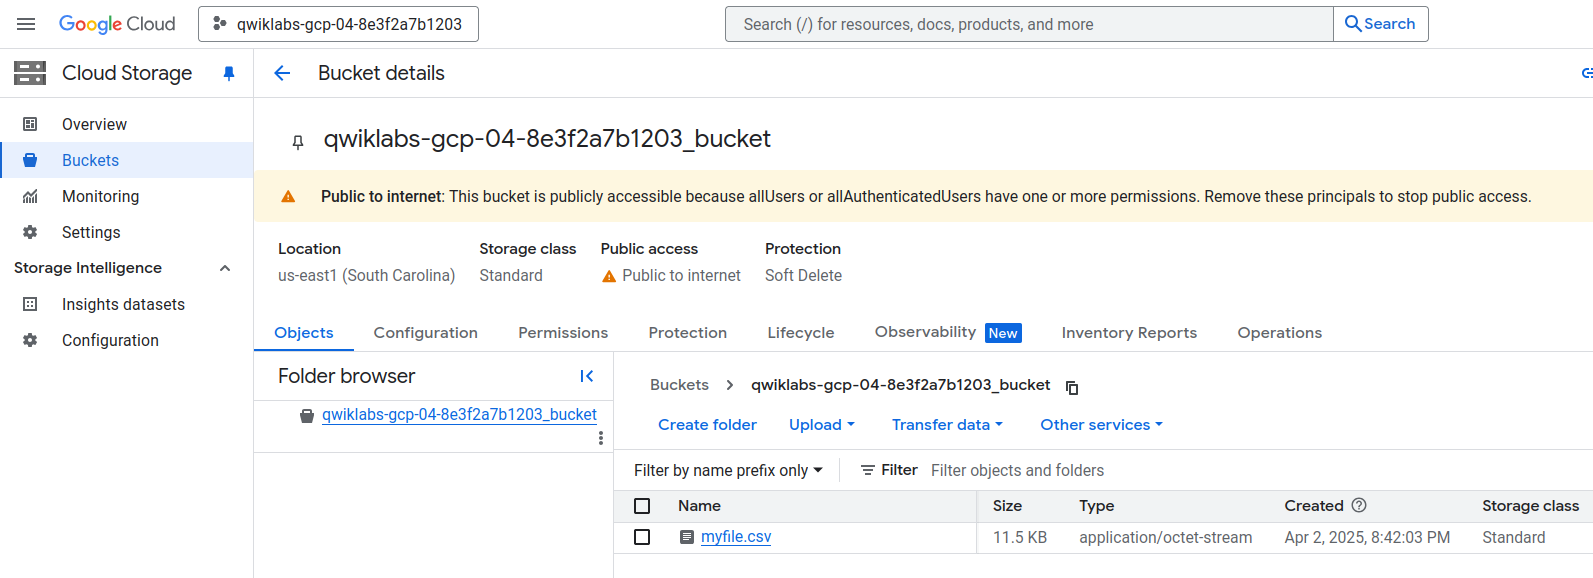 Google Cloud
qwiklabs-gcp-04-8e3f2a7b1203
Search (/) for resources, docs, products, and more
Search
Cloud Storage
Bucket details
Overview
Buckets
Monitoring
Settings
Storage Intelligence
Insights datasets
Configuration
qwiklabs-gcp-04-8e3f2a7b1203_bucket
Public to internet: This bucket is publicly accessible because allUsers or allAuthenticatedUsers have one or more permissions. Remove these principals to stop public access.
Location Storage class Public access Protection
us-east1 (South Carolina) Standard Public to internet Soft Delete
Objects Configuration Permissions Protection Lifecycle Observability New Inventory Reports Operations
Folder browser
qwiklabs-gcp-04-8e3f2a7b1203_bucket
Buckets > qwiklabs-gcp-04-8e3f2a7b1203_bucket
Create folder Upload Transfer data Other services
Filter by name prefix only Filter Filter objects and folders
Name Size Type Created Storage class
myfile.csv 11.5 KB application/octet-stream Apr 2, 2025, 8:42:03 PM Standard